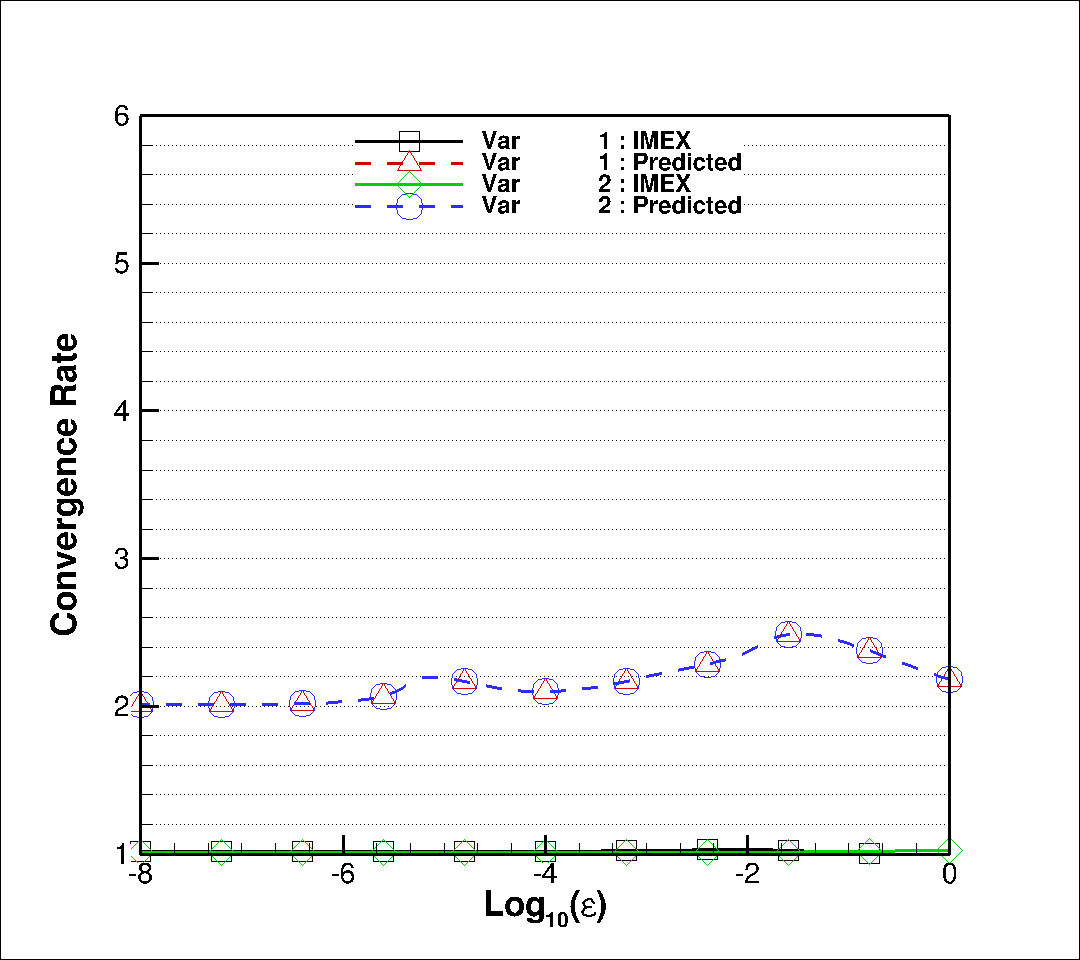 6
Var 1 : IMEX
Var 1 : Predicted
Var 2 : IMEX
Var 2 : Predicted
5
4
3
2
1
Convergence Rate
-8 -6 -4 -2 0
Log10(ε)